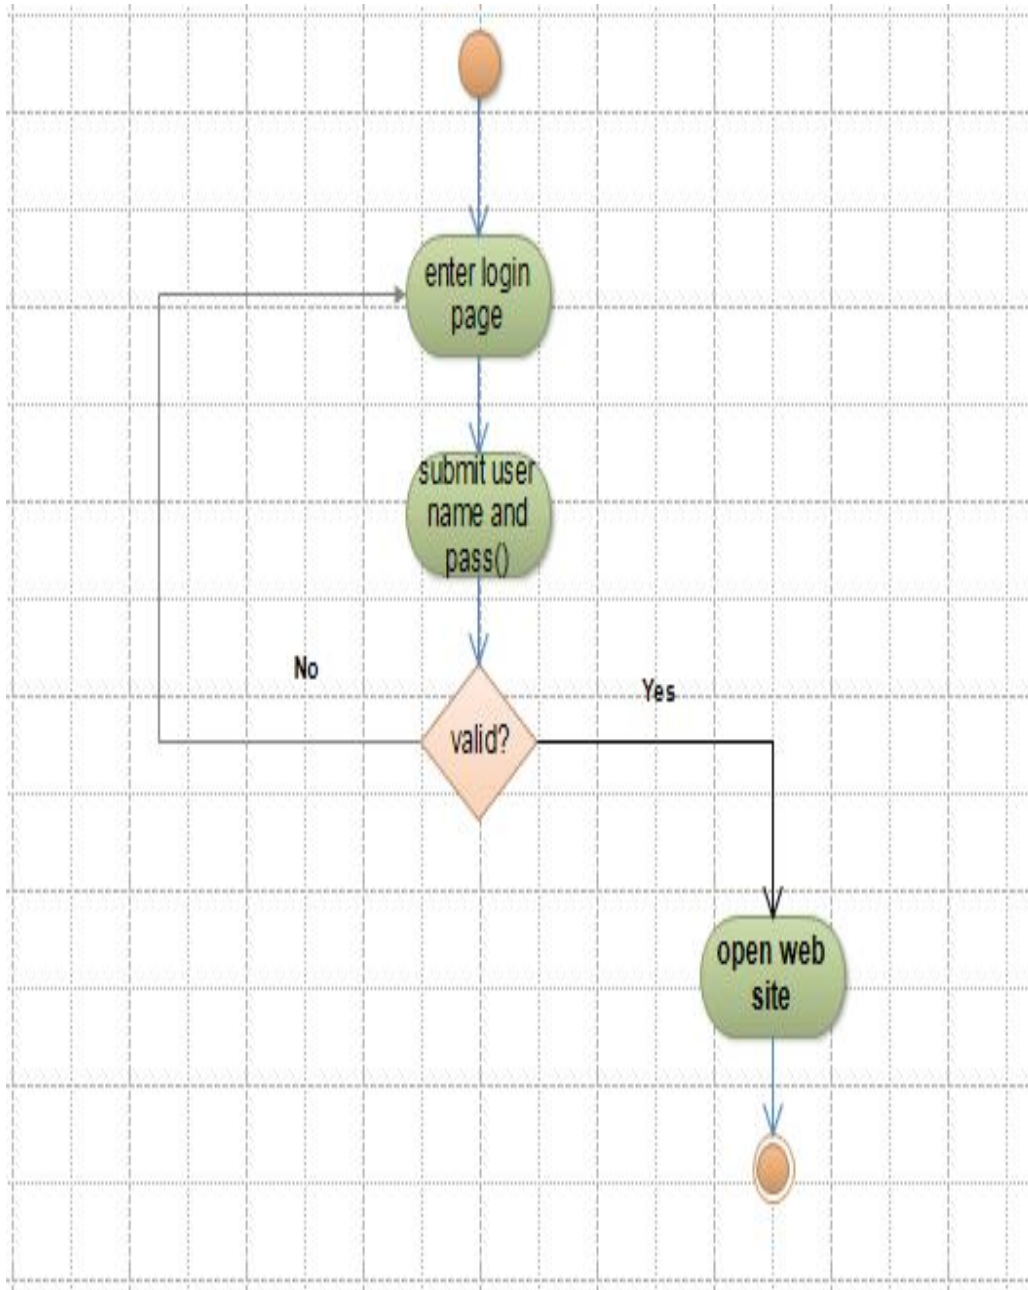 enter login
page
submit user
name and
pass()
No
Yes
valid?
open web
site